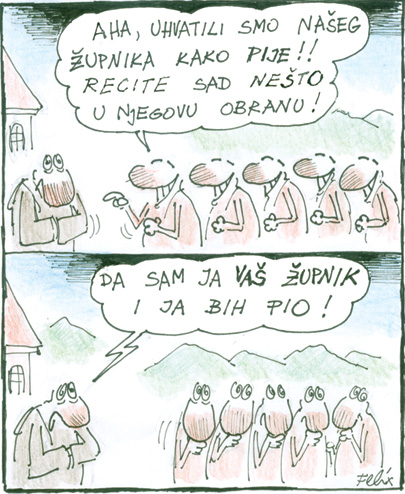 AHA, UHVATILI SMO NAŠEG
ŽUPNIKA KAKO PIJE!!
RECITE SAD NEŠTO
U NJEGOVU OBRANU!
DA SAM JA VAŠ ŽUPNIK
I JA BIH PIO!
Felix